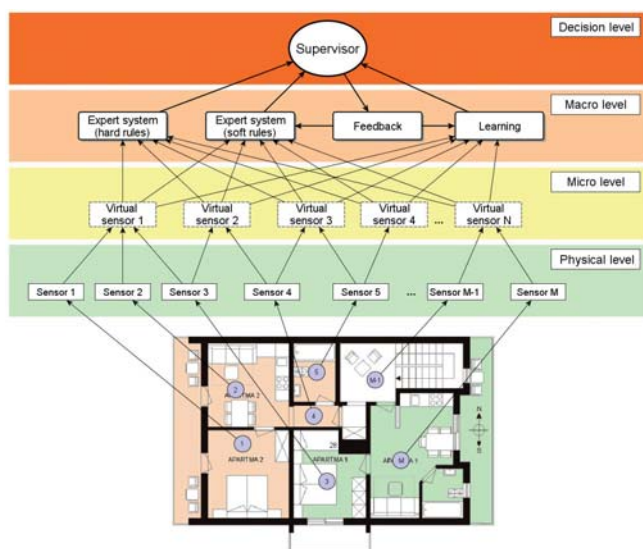 Decision level
Supervisor
Macro level
Expert system
(hard rules)
Expert system
(soft rules)
Feedback
Learning
Micro level
Virtual
sensor 1
Virtual
sensor 2
Virtual
sensor 3
Virtual
sensor 4
...
Virtual
sensor N
Physical level
Sensor 1
Sensor 2
Sensor 3
Sensor 4
Sensor 5
...
Sensor M-1
Sensor M
5
M-1
2
APARTMA 2
4
N
S
1
APARTMA 2
APARTMA 1
M
3